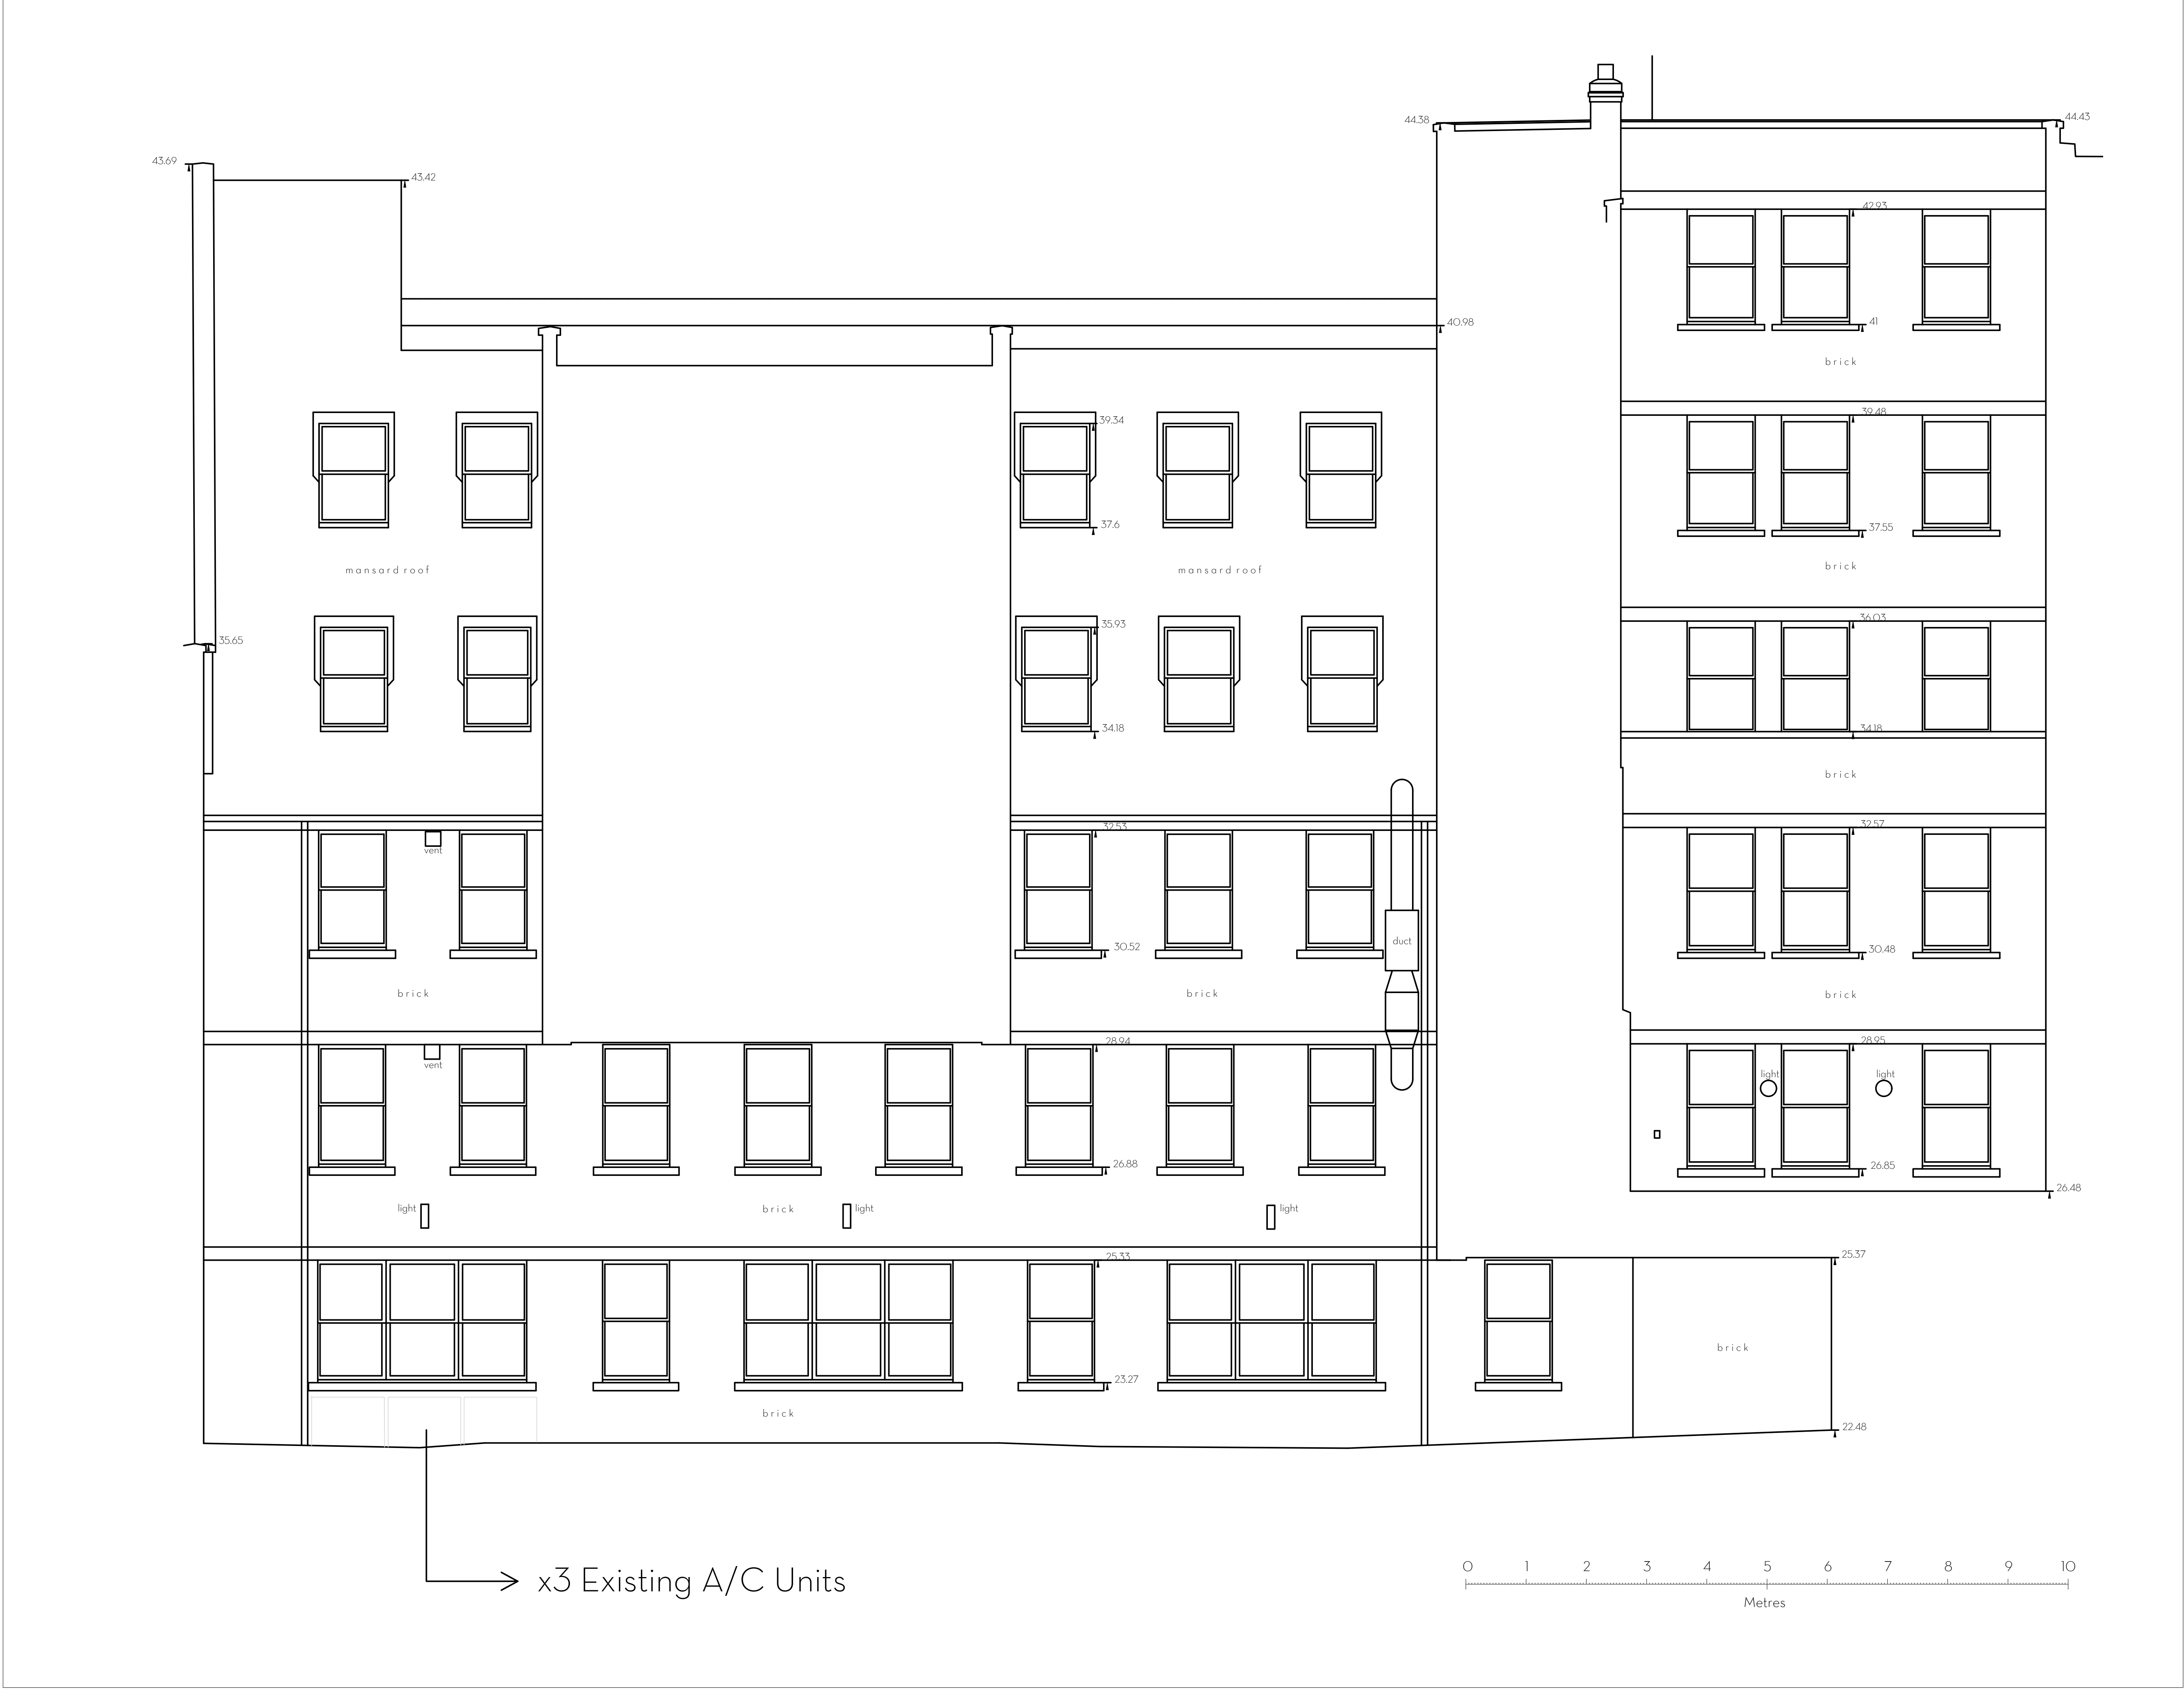 44.38
44.43
43.69
43.42
42.93
40.98
41
brick
39.34
39.48
37.6
37.55
mansard roof
mansard roof
brick
35.65
35.93
36.03
34.18
34.18
brick
32.53
32.57
vent
duct
30.52
30.48
brick
brick
brick
28.94
28.95
vent
light
light
26.88
26.85
26.48
light
brick
light
light
25.33
25.37
brick
23.27
brick
22.48
x3 Existing A/C Units
0 1 2 3 4 5 6 7 8 9 10
Metres